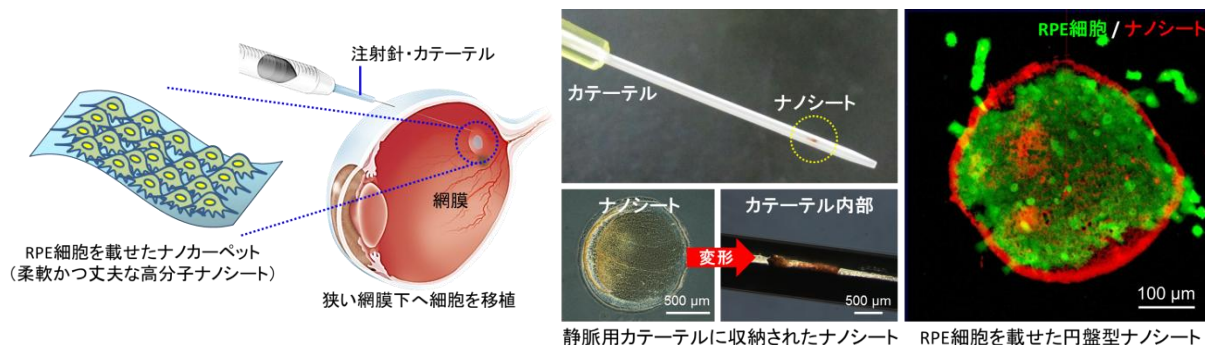 注射針・カテーテル
網膜
RPE細胞を載せたナノカーペット
(柔軟かつ丈夫な高分子ナノシート)
狭い網膜下へ細胞を移植
カテーテル
ナノシート
ナノシート
変形
500 μm
カテーテル内部
500 μm
静脈用カテーテルに収納されたナノシート
RPE細胞/ナノシート
100 μm
RPE細胞を載せた円盤型ナノシート